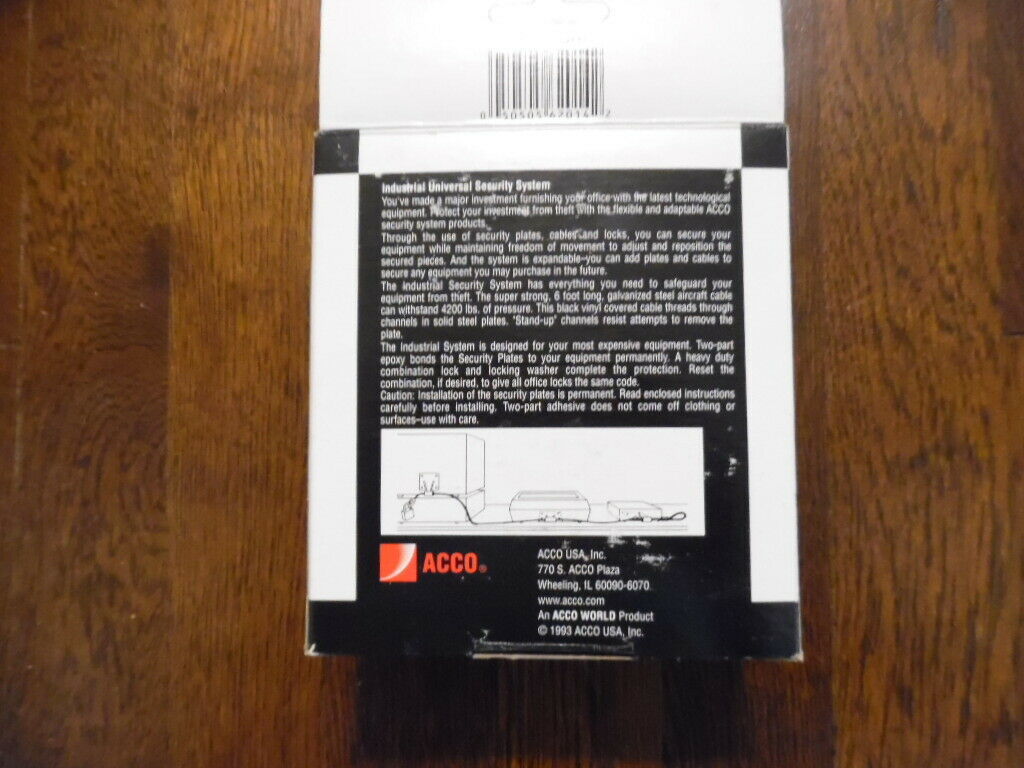 0 50505 62014 2
Industrial Universal Security System
You've made a major investment furnishing your office with the latest technological
equipment. Protect your investment from theft with the flexible and adaptable ACCO
security system products.
Through the use of security plates, cables and locks, you can secure your
equipment while maintaining freedom of movement to adjust and reposition the
secured pieces. And the system is expandable–you can add plates and cables to
secure any equipment you may purchase in the future.
The Industrial Security System has everything you need to safeguard your
equipment from theft. The super strong, 6 foot long, galvanized steel aircraft cable
can withstand 4200 lbs. of pressure. This black vinyl covered cable threads through
channels in solid steel plates. "Stand-up" channels resist attempts to remove the
plate.
The Industrial System is designed for your most expensive equipment. Two-part
epoxy bonds the Security Plates to your equipment permanently. A heavy duty
combination lock and locking washer complete the protection. Reset the
combination, if desired, to give all office locks the same code.
Caution: Installation of the security plates is permanent. Read enclosed instructions
carefully before installing. Two-part adhesive does not come off clothing or
surfaces–use with care.
ACCO®
ACCO USA, Inc.
770 S. ACCO Plaza
Wheeling, IL 60090-6070
www.acco.com
An ACCO WORLD Product
© 1993 ACCO USA, Inc.